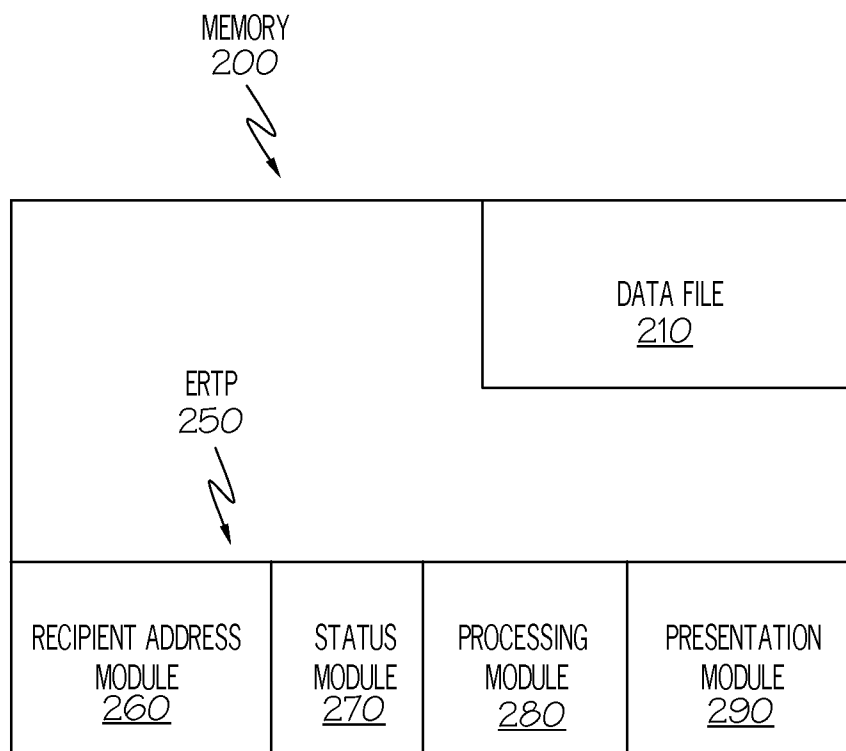 MEMORY
200
DATA FILE
210
ERTP
250
RECIPIENT ADDRESS
MODULE
260
STATUS
MODULE
270
PROCESSING
MODULE
280
PRESENTATION
MODULE
290